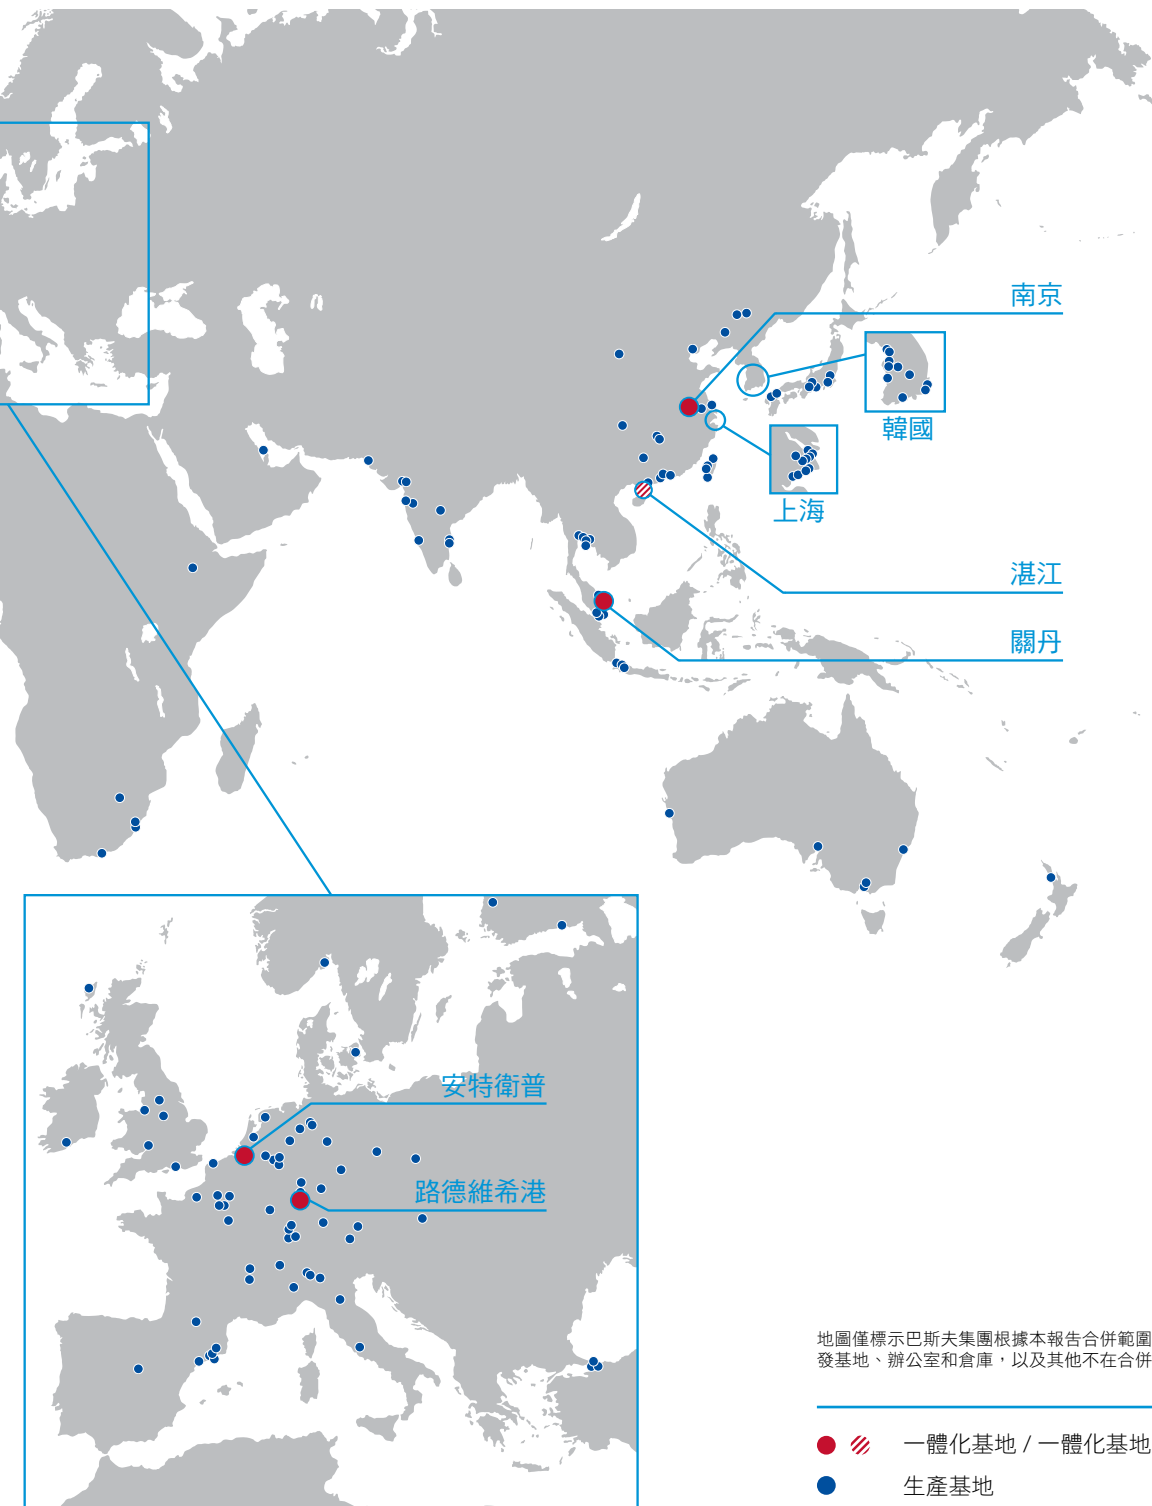 南京
韓國
上海
湛江
關丹
安特衛普
路德維希港
地圖僅標示巴斯夫集團根據本報告合併範圍
發基地、辦公室和倉庫，以及其他不在合併
一體化基地 / 一體化基地
生產基地